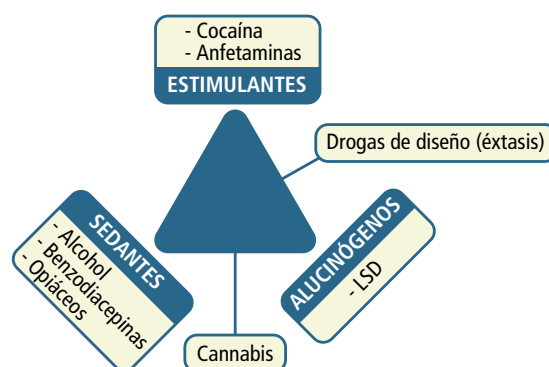 - Cocaína
- Anfetaminas
ESTIMULANTES
Drogas de diseño (éxtasis)
SEDANTES
- Alcohol
- Benzodiacepinas
- Opiáceos
ALUCINÓGENOS
- LSD
Cannabis